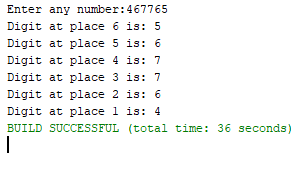 Enter any number:467765
Digit at place 6 is: 5
Digit at place 5 is: 6
Digit at place 4 is: 7
Digit at place 3 is: 7
Digit at place 2 is: 6
Digit at place 1 is: 4
BUILD SUCCESSFUL (total time: 36 seconds)